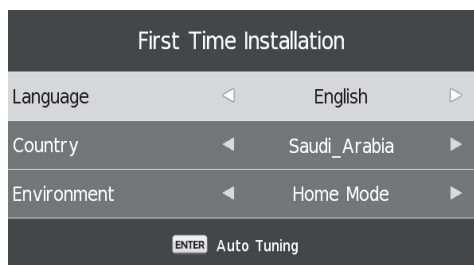 First Time Installation
Language English
Country Saudi_Arabia
Environment Home Mode
ENTER Auto Tuning